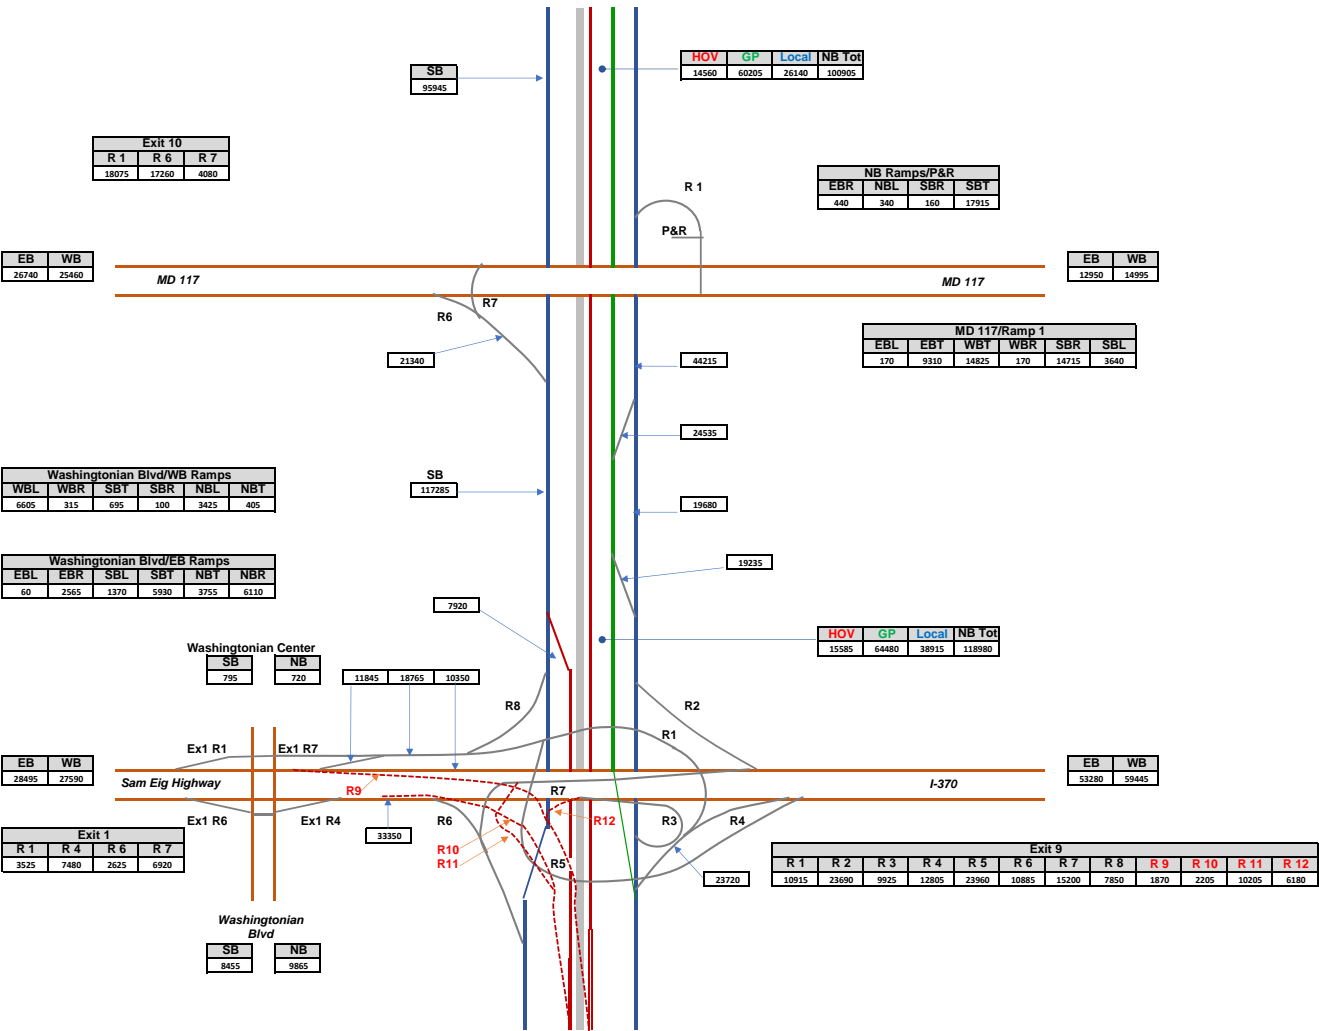 HOV GP Local NB Tot
14560 60205 26140 100905
SB
95945
Exit 10
R 1 R 6 R 7
18075 17260 4080
NB Ramps/P&R
EBR NBL SBR SBT
440 340 160 17915
R 1
P&R
EB WB
26740 25460
MD 117
MD 117
EB WB
12950 14995
R7
R6
21340
44215
MD 117/Ramp 1
EBL EBT WBT WBR SBR SBL
170 9310 14825 170 14715 3640
24535
Washingtonian Blvd/WB Ramps
WBL WBR SBT SBR NBL NBT
6605 315 695 100 3425 405
SB
117285
19680
Washingtonian Blvd/EB Ramps
EBL EBR SBL SBT NBT NBR
60 2565 1370 5930 3755 6110
19235
7920
HOV GP Local NB Tot
15585 64480 38915 118980
Washingtonian Center
SB NB
795 720
11845 18765 10350
R8
R2
R1
Ex1 R1
Ex1 R7
EB WB
28495 27590
Sam Eig Highway
R9
R7
I-370
EB WB
53280 59445
Ex1 R6
Ex1 R4
33350
R6
R12
R3
R4
R10
R11
R5
23720
Exit 1
R 1 R 4 R 6 R 7
3525 7480 2625 6920
Exit 9
R 1 R 2 R 3 R 4 R 5 R 6 R 7 R 8 R 9 R 10 R 11 R 12
10915 23690 9925 12805 23960 10885 15200 7850 1870 2205 10205 6180
Washingtonian
Blvd
SB NB
8455 9865